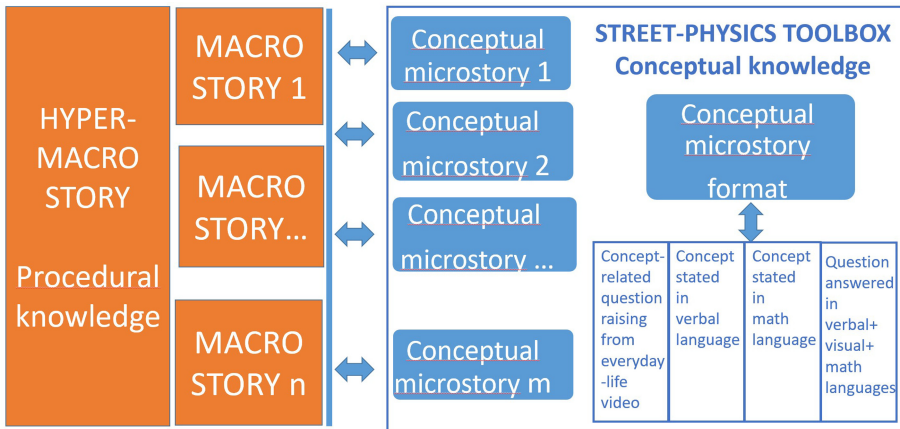 HYPER-
MACRO
STORY
Procedural
knowledge
MACRO
STORY 1
MACRO
STORY...
MACRO
STORY n
Conceptual
microstory 1
Conceptual
microstory 2
Conceptual
microstory ...
Conceptual
microstory m
STREET-PHYSICS TOOLBOX
Conceptual knowledge
Conceptual
microstory
format
Concept-
related
question
raising
from
everyday
-life
video
Concept
stated
in
verbal
language
Concept
stated
in
math
language
Question
answered
in
verbal+
visual+
math
languages